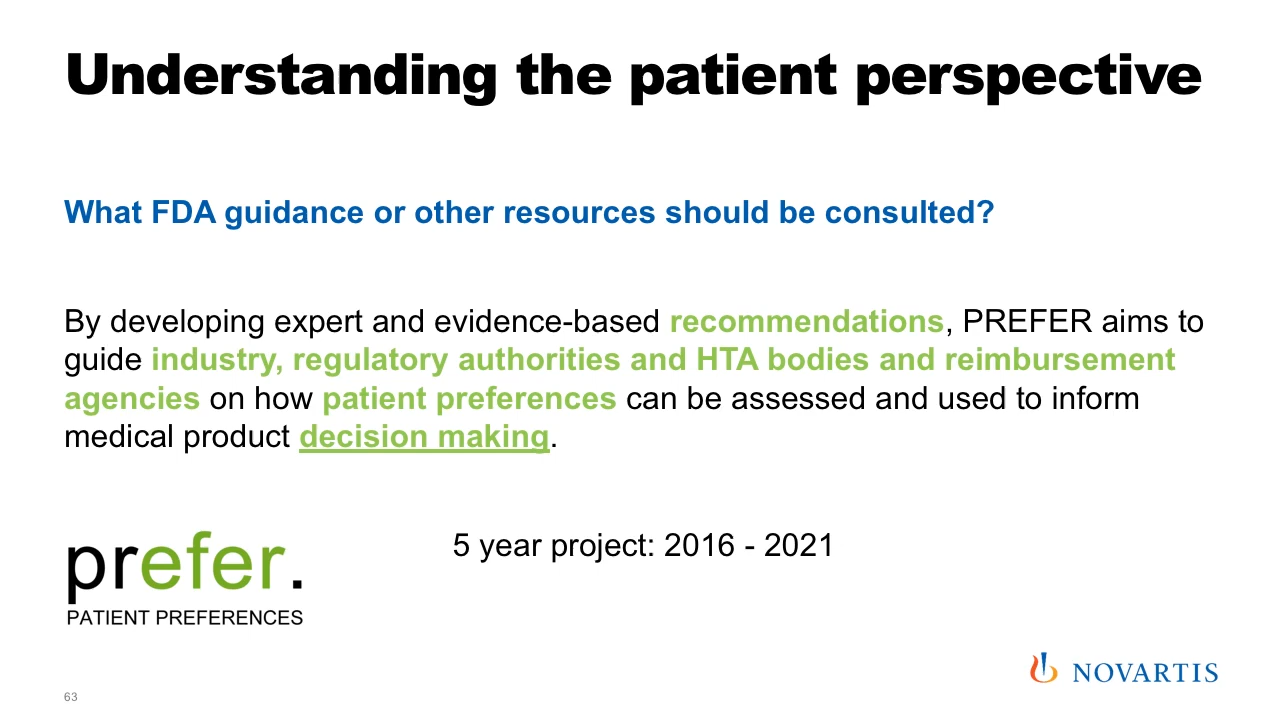 Understanding the patient perspective
What FDA guidance or other resources should be consulted?
By developing expert and evidence-based recommendations, PREFER aims to
guide industry, regulatory authorities and HTA bodies and reimbursement
agencies on how patient preferences can be assessed and used to inform
medical product decision making.
prefer.
PATIENT PREFERENCES
5 year project: 2016 - 2021
NOVARTIS
63